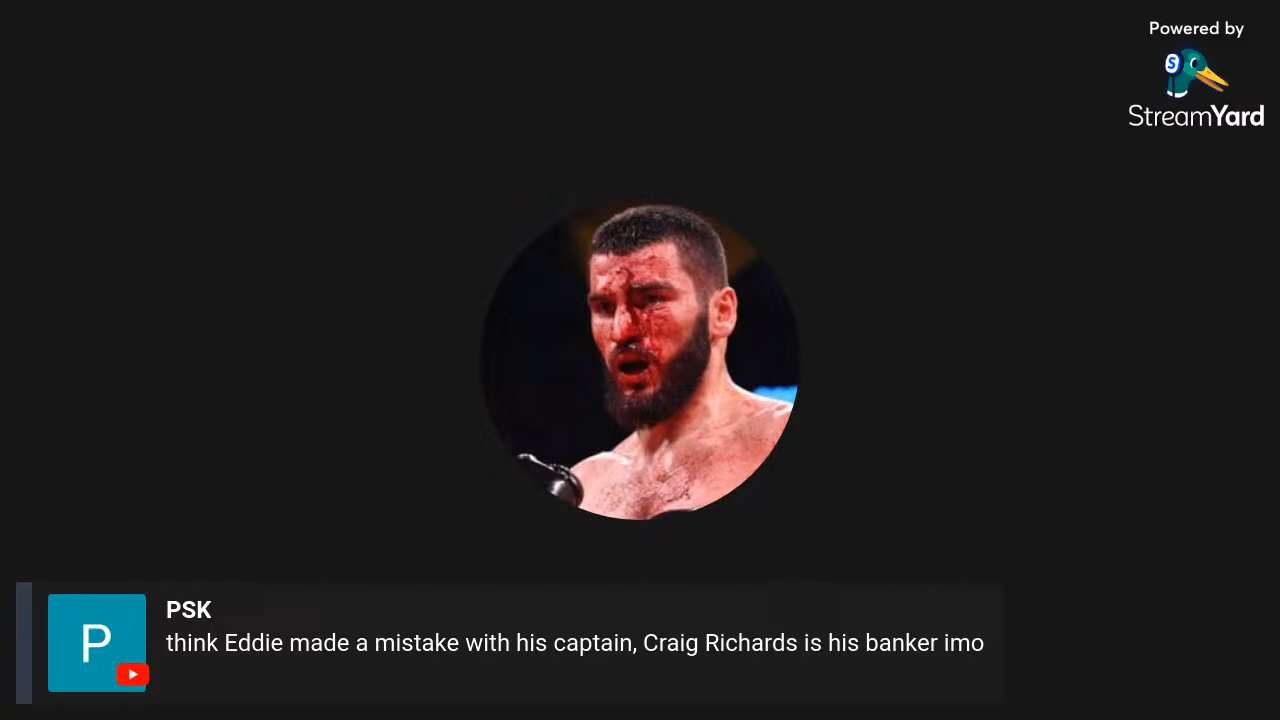 Powered by
S
StreamYard
P
PSK
think Eddie made a mistake with his captain, Craig Richards is his banker imo